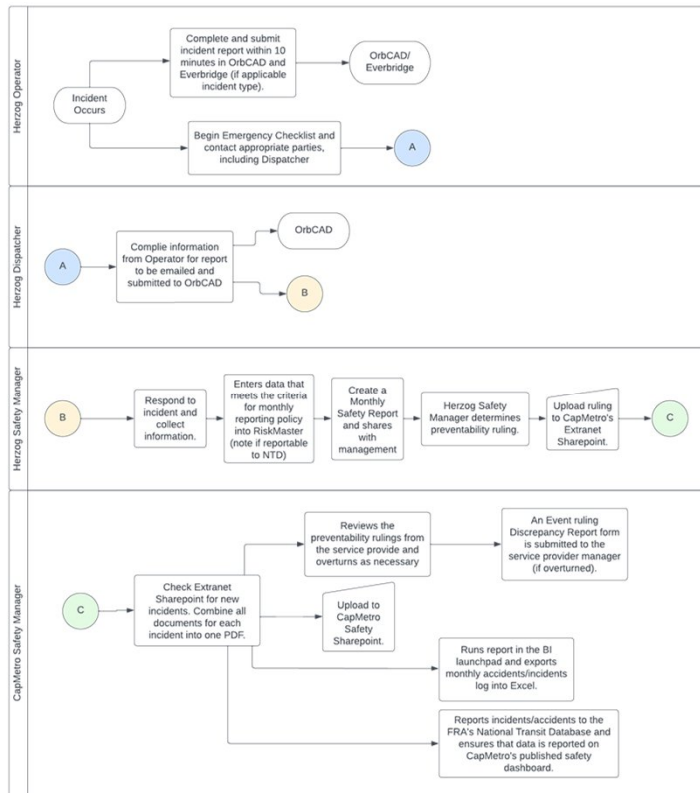 Herzog Operator
Complete and submit
incident report within 10
minutes in OrbCAD and
Everbridge (if applicable
incident type).
OrbCAD/
Everbridge
Incident
Occurs
Begin Emergency Checklist and
contact appropriate parties,
including Dispatcher
A
Herzog Dispatcher
A
Complie information
from Operator for report
to be emailed and
submitted to OrbCAD
OrbCAD
B
Herzog Safety Manager
B
Respond to
incident and
collect
information.
Enters data that
meets the criteria
for monthly
reporting policy
into RiskMaster
(note if reportable
to NTD)
Create a
Monthly
Safety Report
and shares
with
management
Herzog Safety
Manager determines
preventability ruling.
Upload ruling
to CapMetro's
Extranet
Sharepoint.
C
CapMetro Safety Manager
C
Check Extranet
Sharepoint for new
incidents. Combine all
documents for each
incident into one PDF.
Reviews the
preventability rulings from
the service provide and
overturns as necessary
An Event ruling
Discrepancy Report form
is submitted to the
service provider manager
(if overturned).
Upload to
CapMetro
Safety
Sharepoint.
Runs report in the BI
launchpad and exports
monthly accidents/incidents
log into Excel.
Reports incidents/accidents to the
FRA's National Transit Database and
ensures that data is reported on
CapMetro's published safety
dashboard.